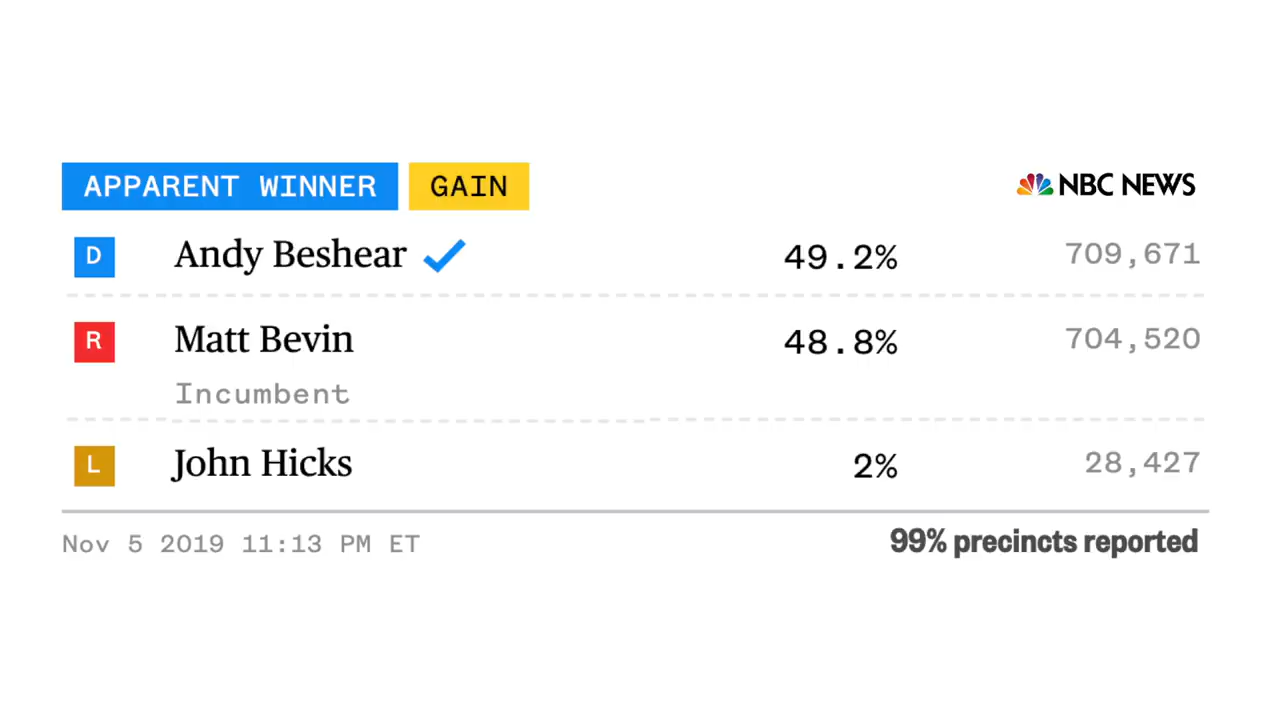 APPARENT WINNER GAIN NBC NEWS
D Andy Beshear 49.2% 709,671
R Matt Bevin 48.8% 704,520
Incumbent
L John Hicks 2% 28,427
Nov 5 2019 11:13 PM ET 99% precincts reported